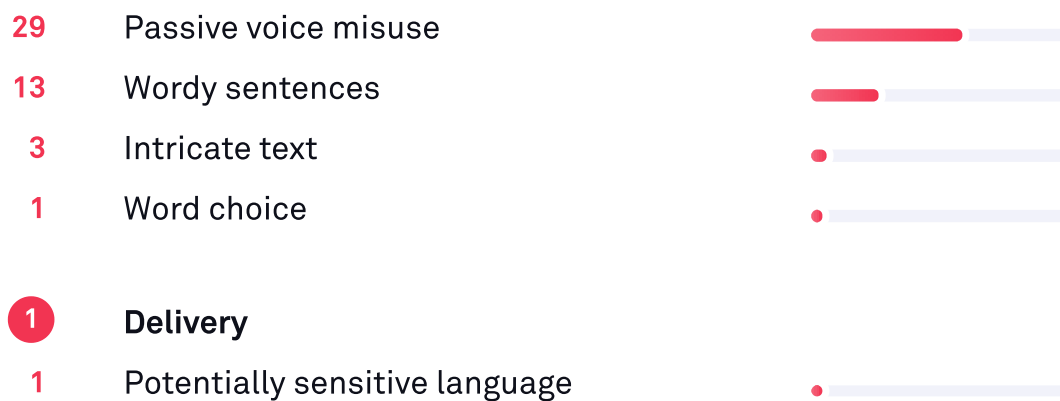 29 Passive voice misuse
13 Wordy sentences
3 Intricate text
1 Word choice
1 Delivery
1 Potentially sensitive language